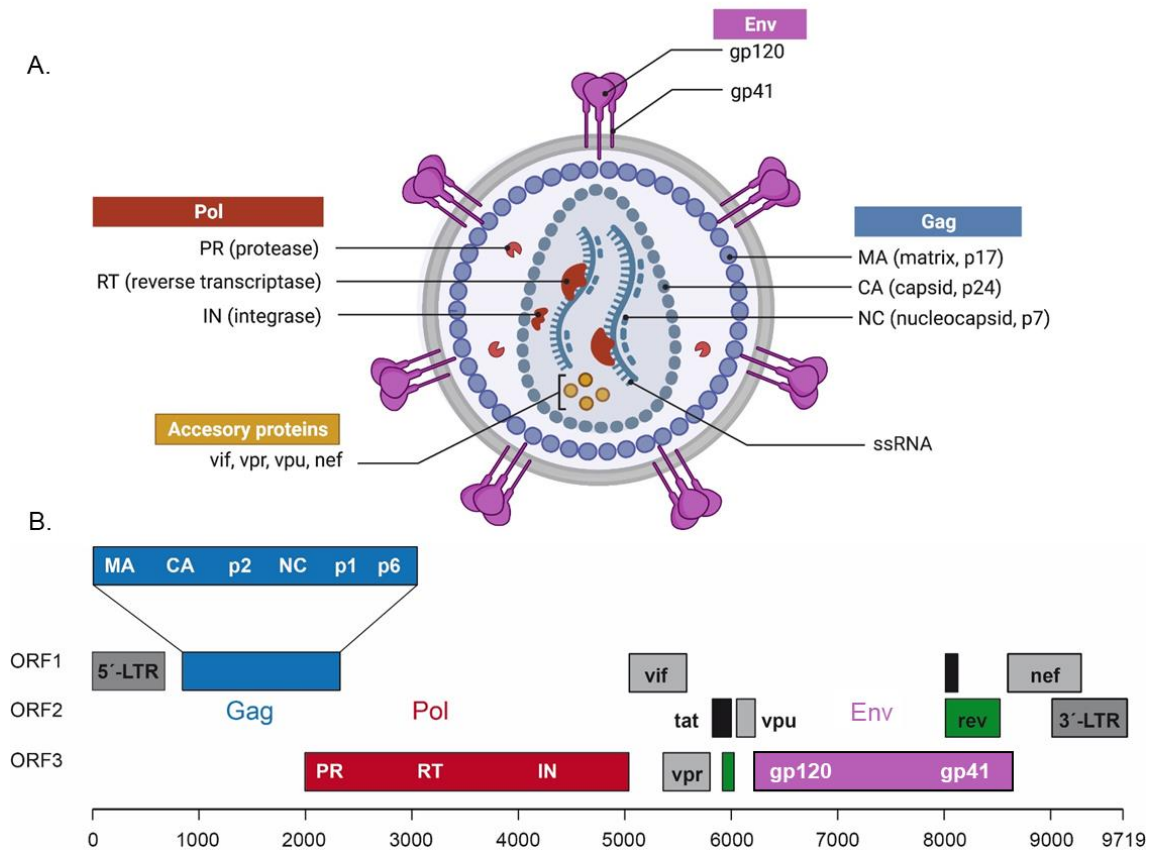 A.
Env
gp120
gp41
Pol
PR (protease)
RT (reverse transcriptase)
IN (integrase)
Gag
MA (matrix, p17)
CA (capsid, p24)
NC (nucleocapsid, p7)
Accesory proteins
vif, vpr, vpu, nef
ssRNA
B.
MA CA p2 NC p1 p6
ORF1 5´-LTR vif nef
ORF2 Gag Pol tat vpu Env rev 3´-LTR
ORF3 PR RT IN vpr gp120 gp41
0 1000 2000 3000 4000 5000 6000 7000 8000 9000 9719